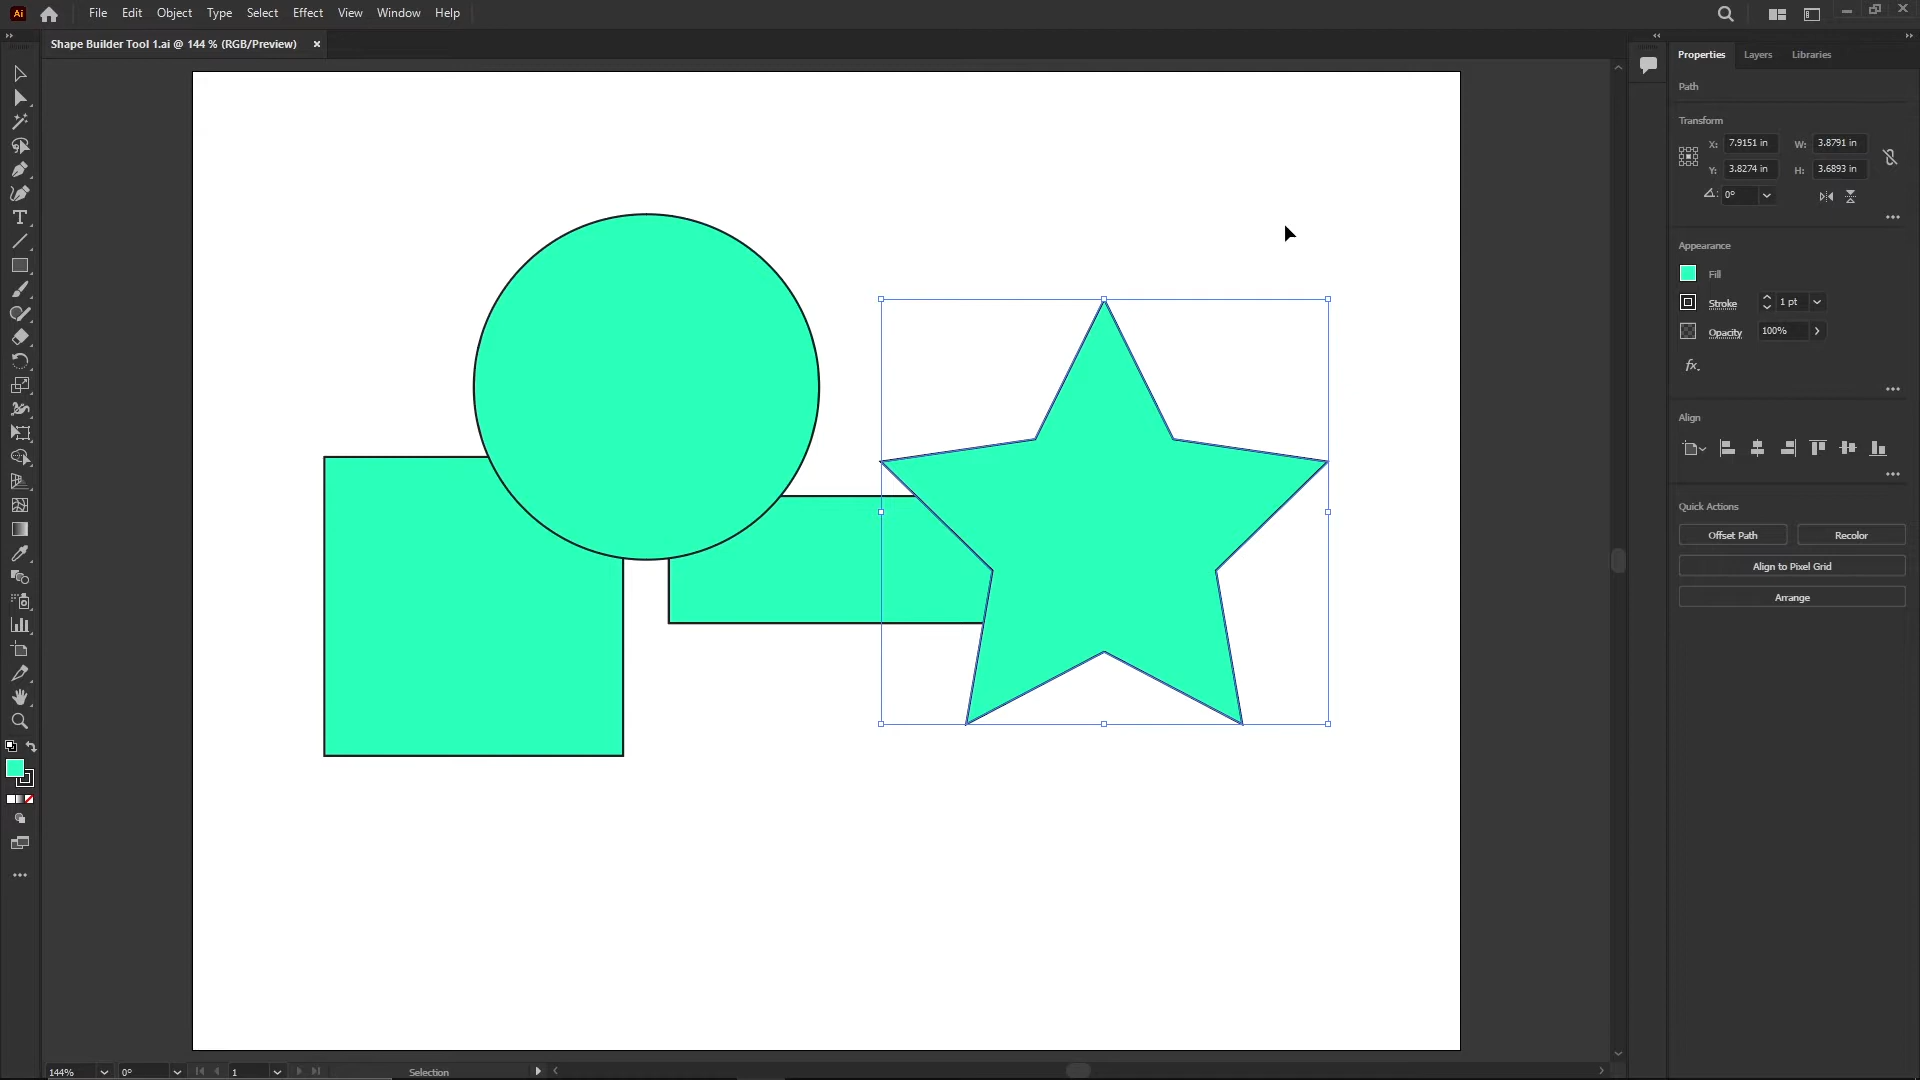 Ai File Edit Object Type Select Effect View Window Help
Shape Builder Tool 1.ai @ 144 % (RGB/Preview) ×
Properties Layers Libraries
Path
Transform
X: 7.9151 in W: 3.8791 in
Y: 3.8274 in H: 3.6893 in
0°
Appearance
Fill
Stroke 1 pt
Opacity 100%
fx.
Align
Quick Actions
Offset Path Recolor
Align to Pixel Grid
Arrange
144% 0° 1 Selection